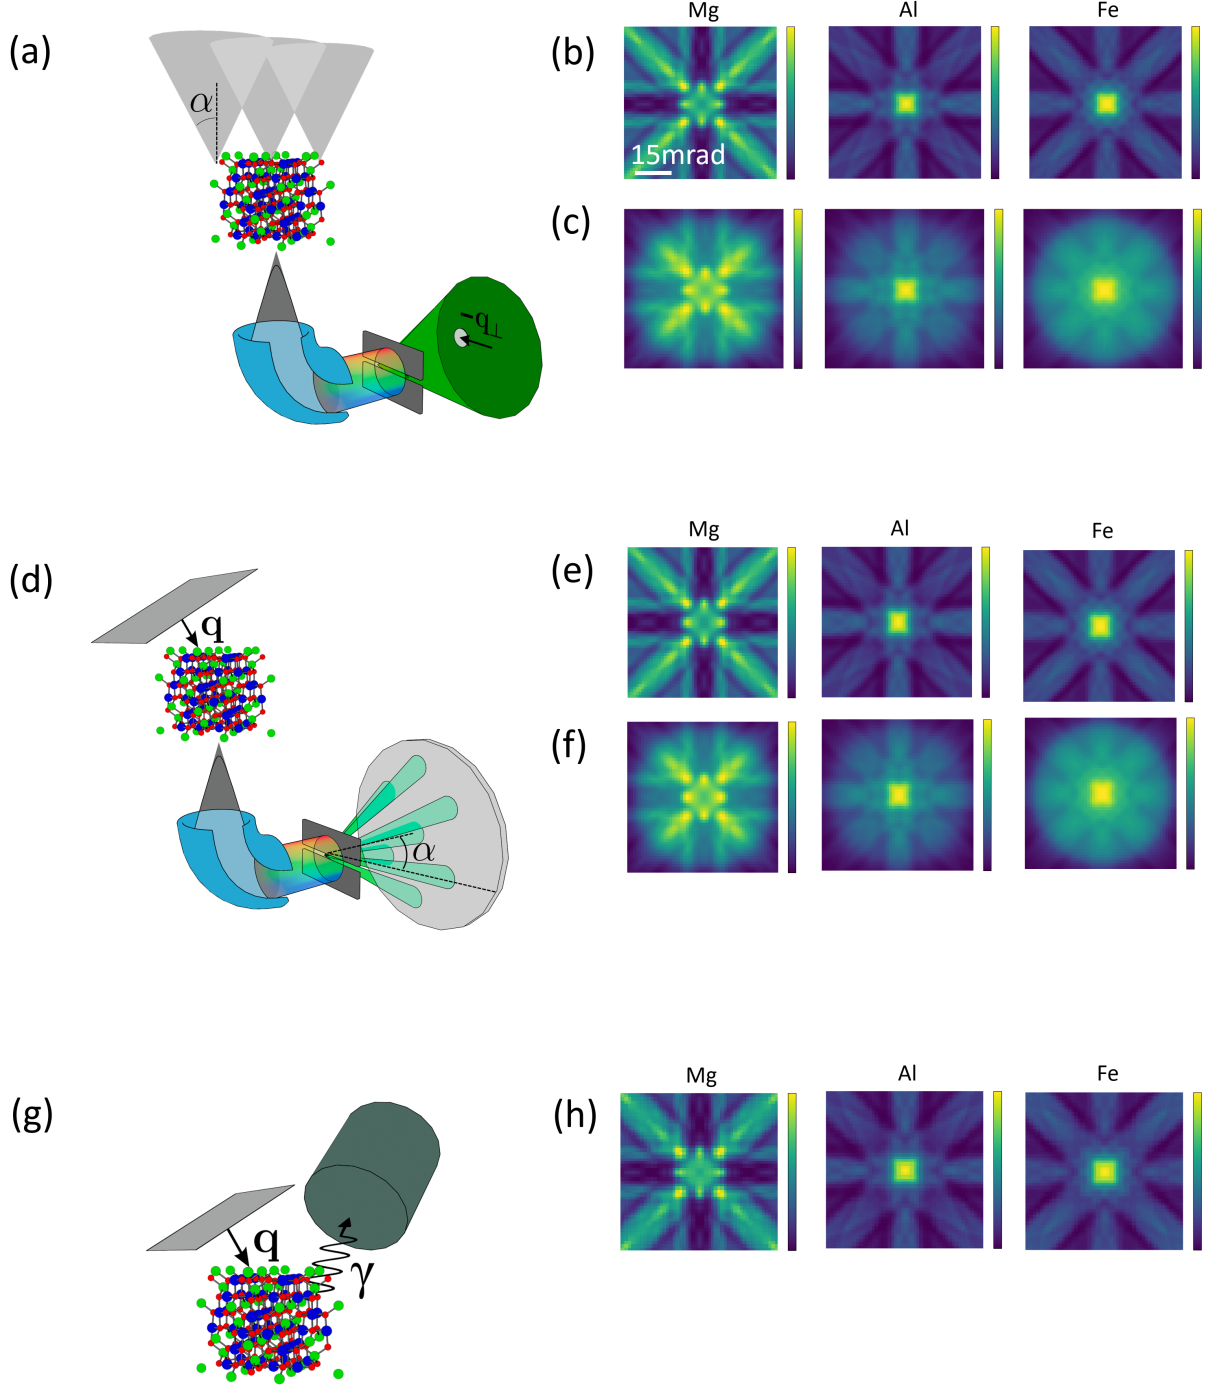 (a)
α
-q⊥
(b)
Mg
Al
Fe
15mrad
(c)
(d)
q
α
(e)
Mg
Al
Fe
(f)
(g)
q
γ
(h)
Mg
Al
Fe